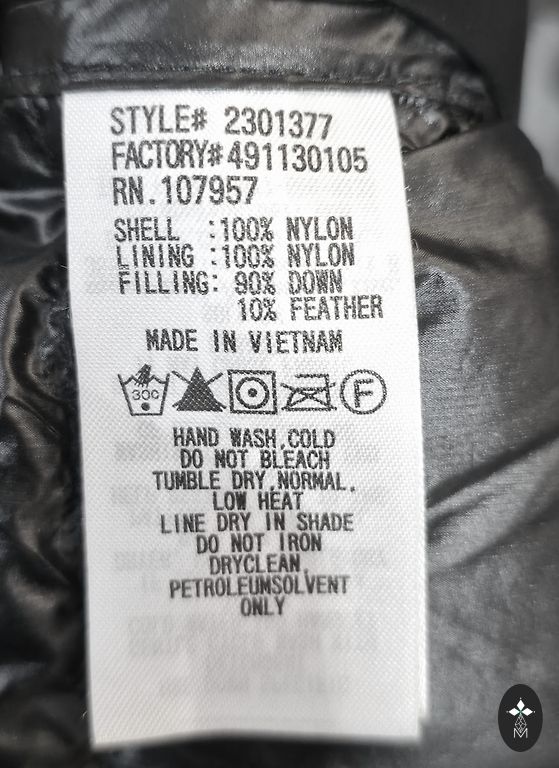 STYLE# 2301377
FACTORY#491130105
RN.107957
SHELL :100% NYLON
LINING :100% NYLON
FILLING: 90% DOWN
10% FEATHER
MADE IN VIETNAM
30C F
HAND WASH,COLD
DO NOT BLEACH
TUMBLE DRY,NORMAL,
LOW HEAT
LINE DRY IN SHADE
DO NOT IRON
DRYCLEAN,
PETROLEUMSOLVENT
ONLY